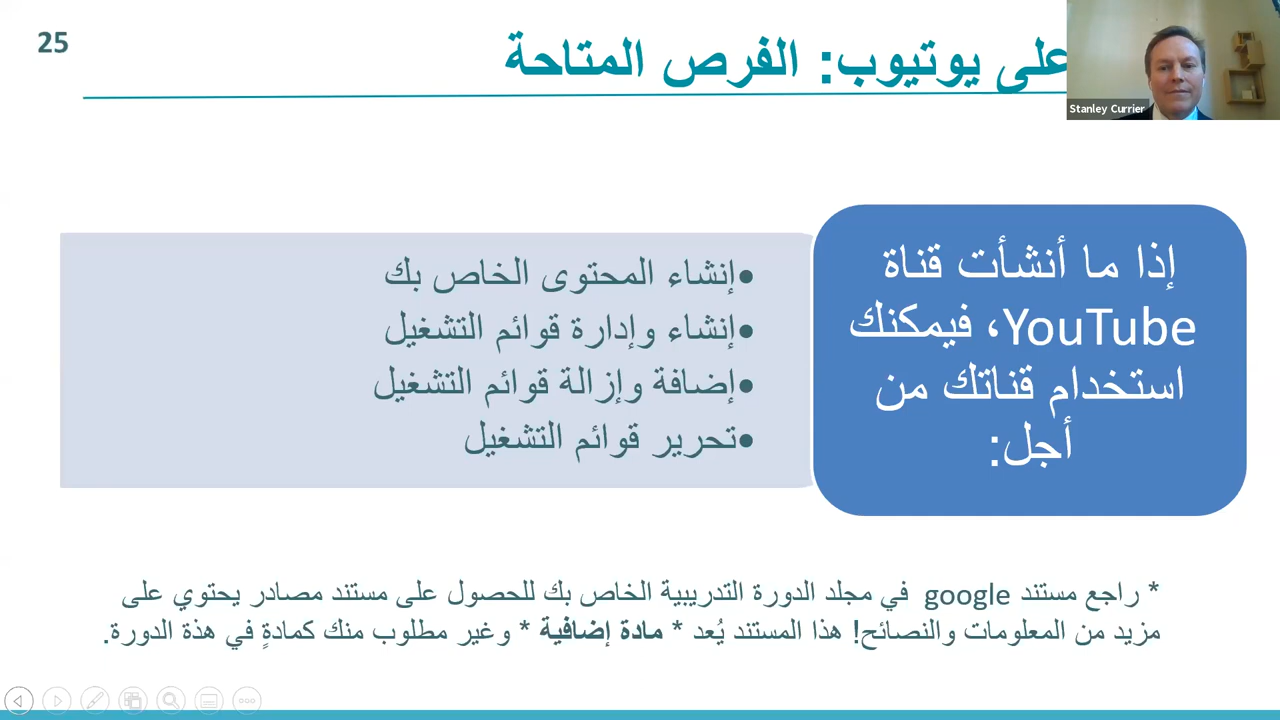 25
على يوتيوب: الفرص المتاحة
Stanley Currier
إذا ما أنشأت قناة
YouTube، فيمكنك
استخدام قناتك من
أجل:
•إنشاء المحتوى الخاص بك
•إنشاء وإدارة قوائم التشغيل
•إضافة وإزالة قوائم التشغيل
•تحرير قوائم التشغيل
* راجع مستند google في مجلد الدورة التدريبية الخاص بك للحصول على مستند مصادر يحتوي على
مزيد من المعلومات والنصائح! هذا المستند يُعد * مادة إضافية * وغير مطلوب منك كمادةٍ في هذة الدورة.